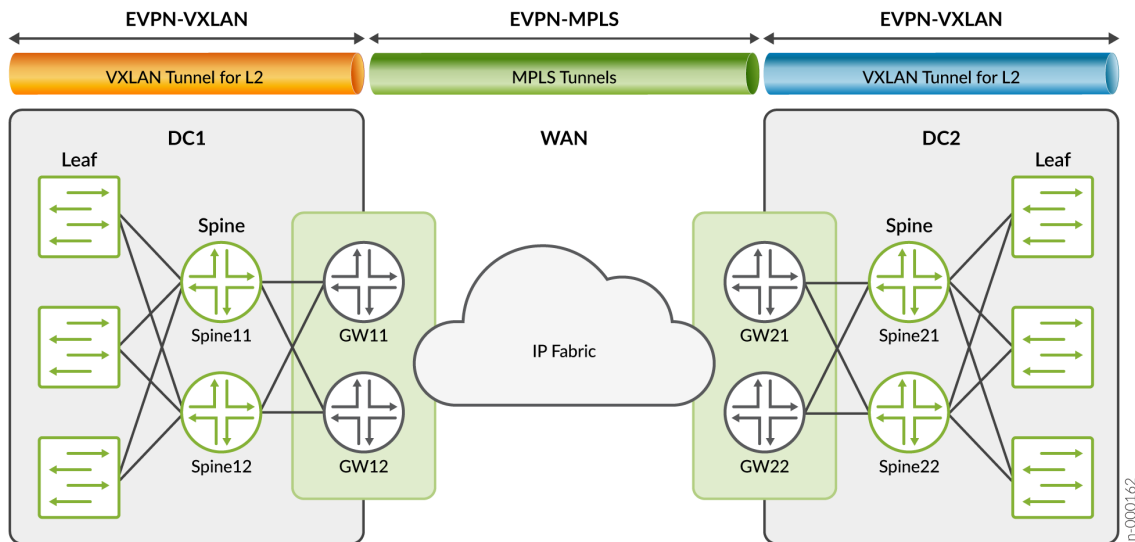 EVPN-VXLAN EVPN-MPLS EVPN-VXLAN
VXLAN Tunnel for L2 MPLS Tunnels VXLAN Tunnel for L2
DC1 WAN DC2
Leaf Leaf
Spine Spine
Spine11 GW11 GW21 Spine21
IP Fabric
Spine12 GW12 GW22 Spine22
n-000162